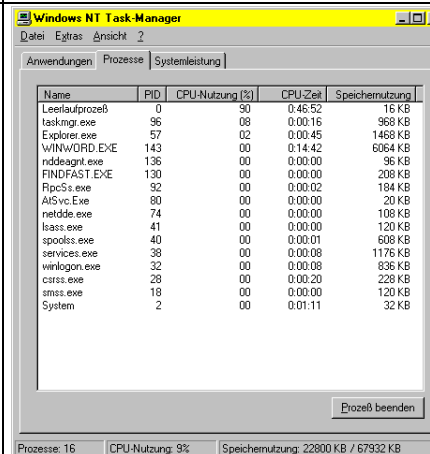 Windows NT Task-Manager
Datei Extras Ansicht ?
Anwendungen Prozesse Systemleistung
Name PID CPU-Nutzung (%) CPU-Zeit Speichernutzung
Leerlaufprozeß 0 90 0:46:52 16 KB
taskmgr.exe 96 08 0:00:16 968 KB
Explorer.exe 57 02 0:00:45 1468 KB
WINWORD.EXE 143 00 0:14:42 6064 KB
nddeagnt.exe 136 00 0:00:00 96 KB
FINDFAST.EXE 130 00 0:00:00 208 KB
RpcSs.exe 92 00 0:00:02 184 KB
AtSvc.Exe 80 00 0:00:00 20 KB
netdde.exe 74 00 0:00:00 108 KB
lsass.exe 41 00 0:00:00 120 KB
spoolss.exe 40 00 0:00:01 608 KB
services.exe 38 00 0:00:08 1176 KB
winlogon.exe 32 00 0:00:08 836 KB
csrss.exe 28 00 0:00:20 228 KB
smss.exe 18 00 0:00:00 120 KB
System 2 00 0:01:11 32 KB
Prozeß beenden
Prozesse: 16 CPU-Nutzung: 9% Speichernutzung: 22800 KB / 67932 KB